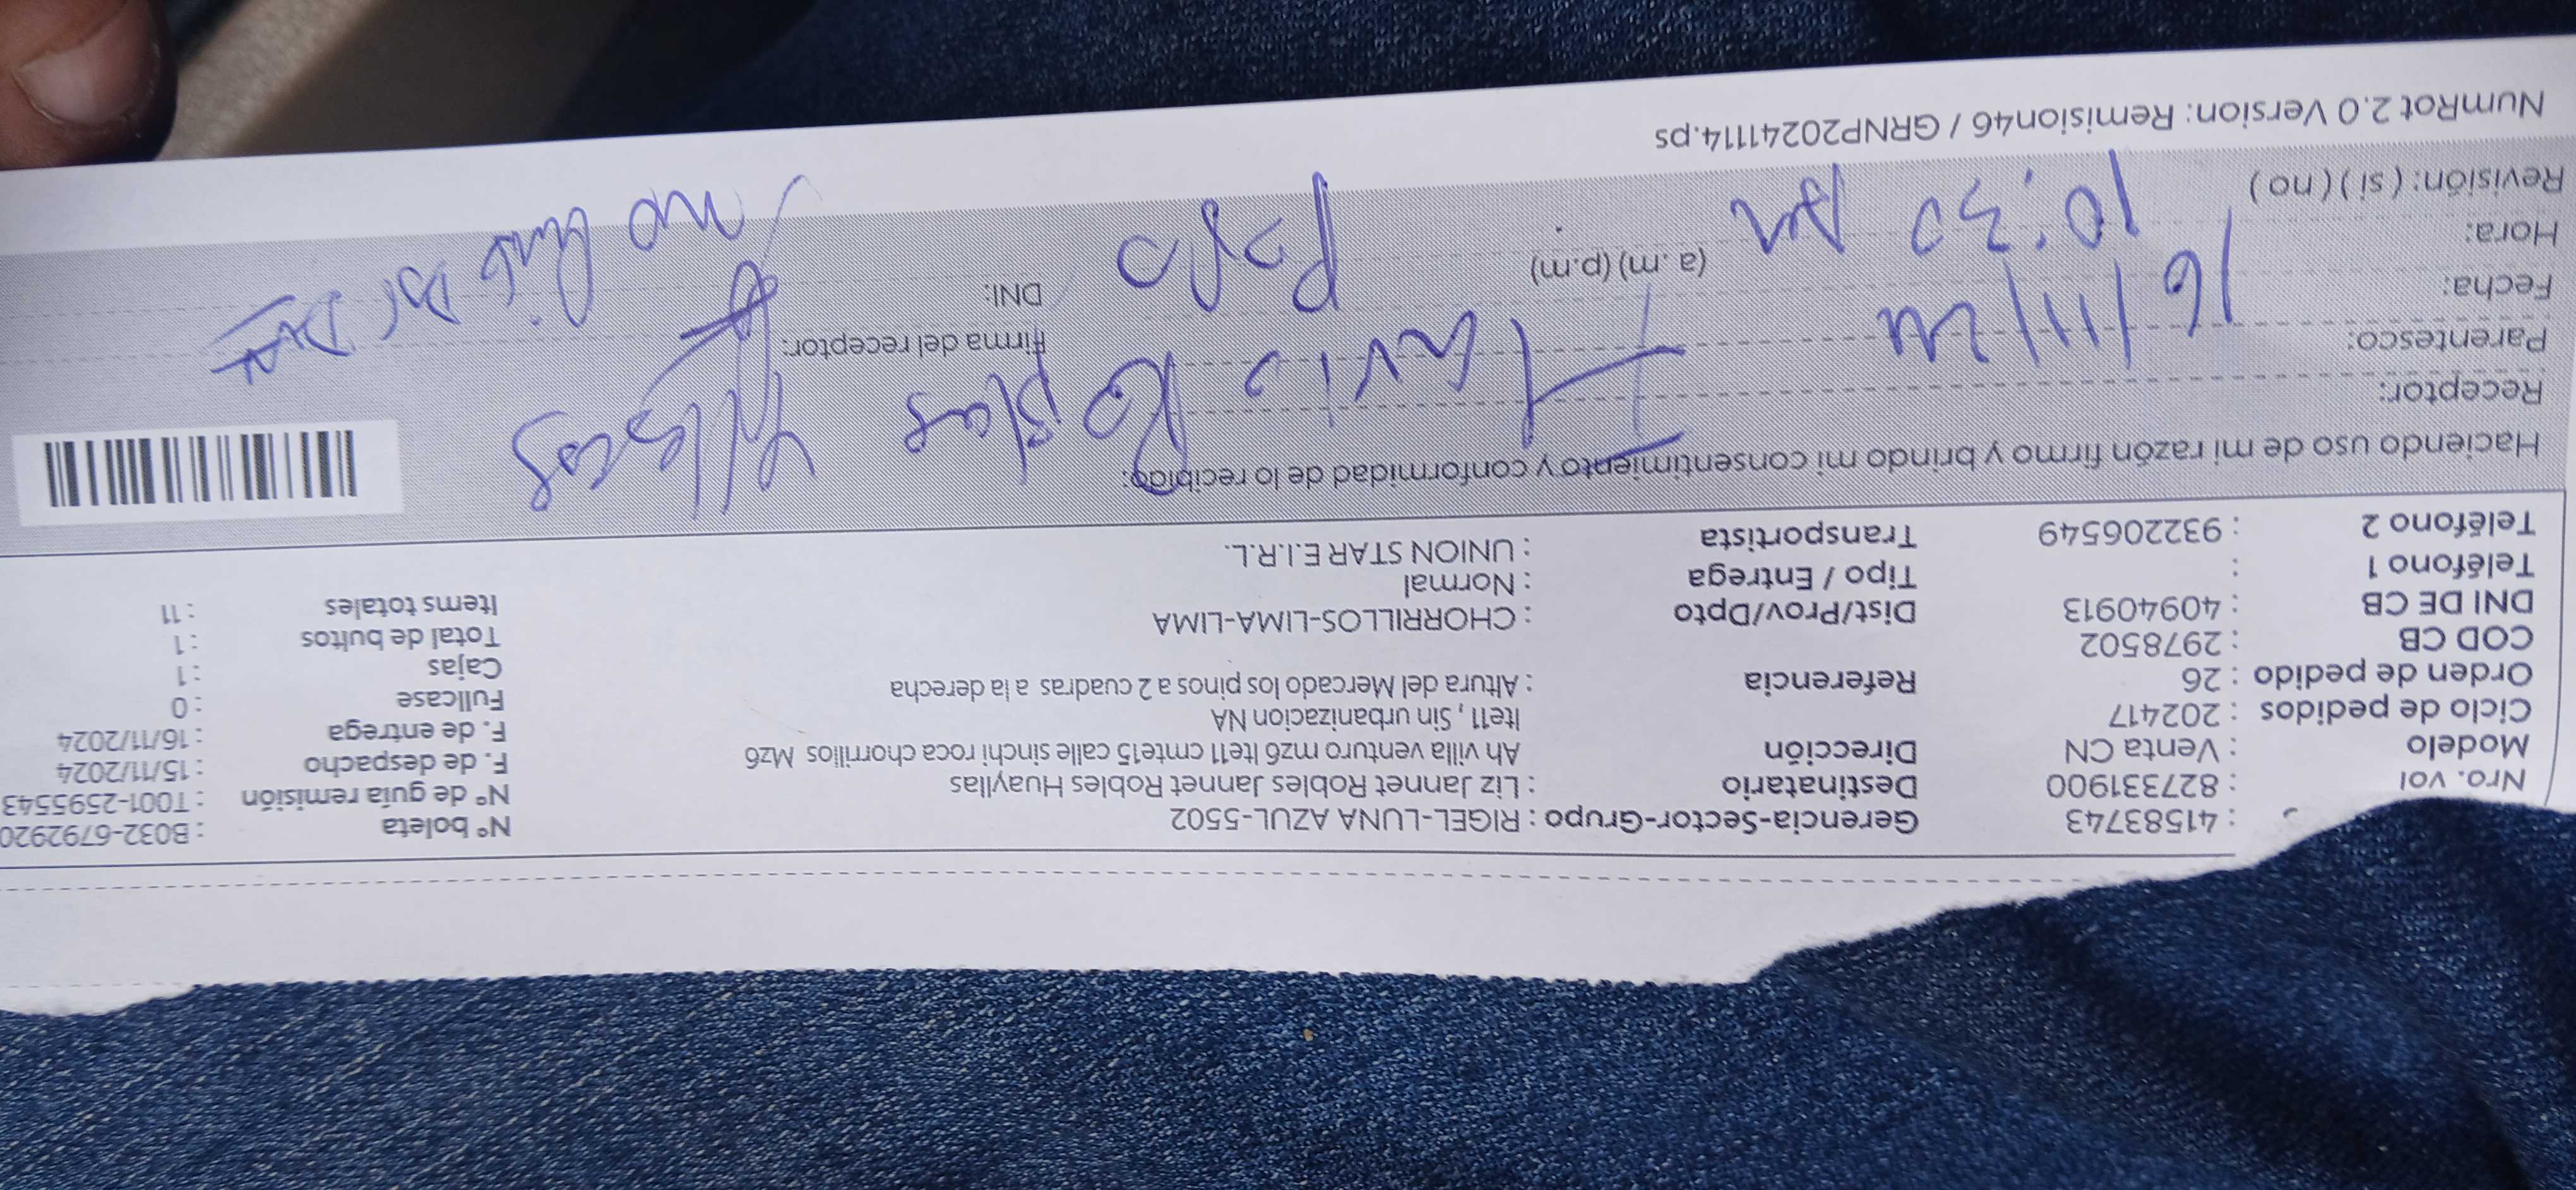 : 41583743 Gerencia-Sector-Grupo : RIGEL-LUNA AZUL-5502 N° boleta : B032-6792920
Nro. vol : 827331900 Destinatario : Liz Jannet Robles Jannet Robles Huayllas N° de guía remisión : T001-2595543
Modelo : Venta CN Dirección Ah villa venturo mz6 lte11 cmte15 calle sinchi roca chorrillos Mz6 F. de despacho : 15/11/2024
Ciclo de pedidos : 202417 lte11 , Sin urbanizacion NA F. de entrega : 16/11/2024
Orden de pedido : 26 Referencia : Altura del Mercado los pinos a 2 cuadras a la derecha Fullcase : 0
COD CB : 2978502 Cajas : 1
DNI DE CB : 40940913 Dist/Prov/Dpto : CHORRILLOS-LIMA-LIMA Total de bultos : 1
Teléfono 1 : Tipo / Entrega : Normal Items totales : 11
Teléfono 2 : 932206549 Transportista : UNION STAR E.I.R.L.
Haciendo uso de mi razón firmo y brindo mi consentimiento y conformidad de lo recibido:
Receptor:
Parentesco: Firma del receptor:
Fecha: 16/11/24 DNI:
Hora: 10:30 AM (a.m) (p.m)
Revisión: ( si ) ( no ) no
NumRot 2.0 Version: Remision46 / GRNP20241114.ps